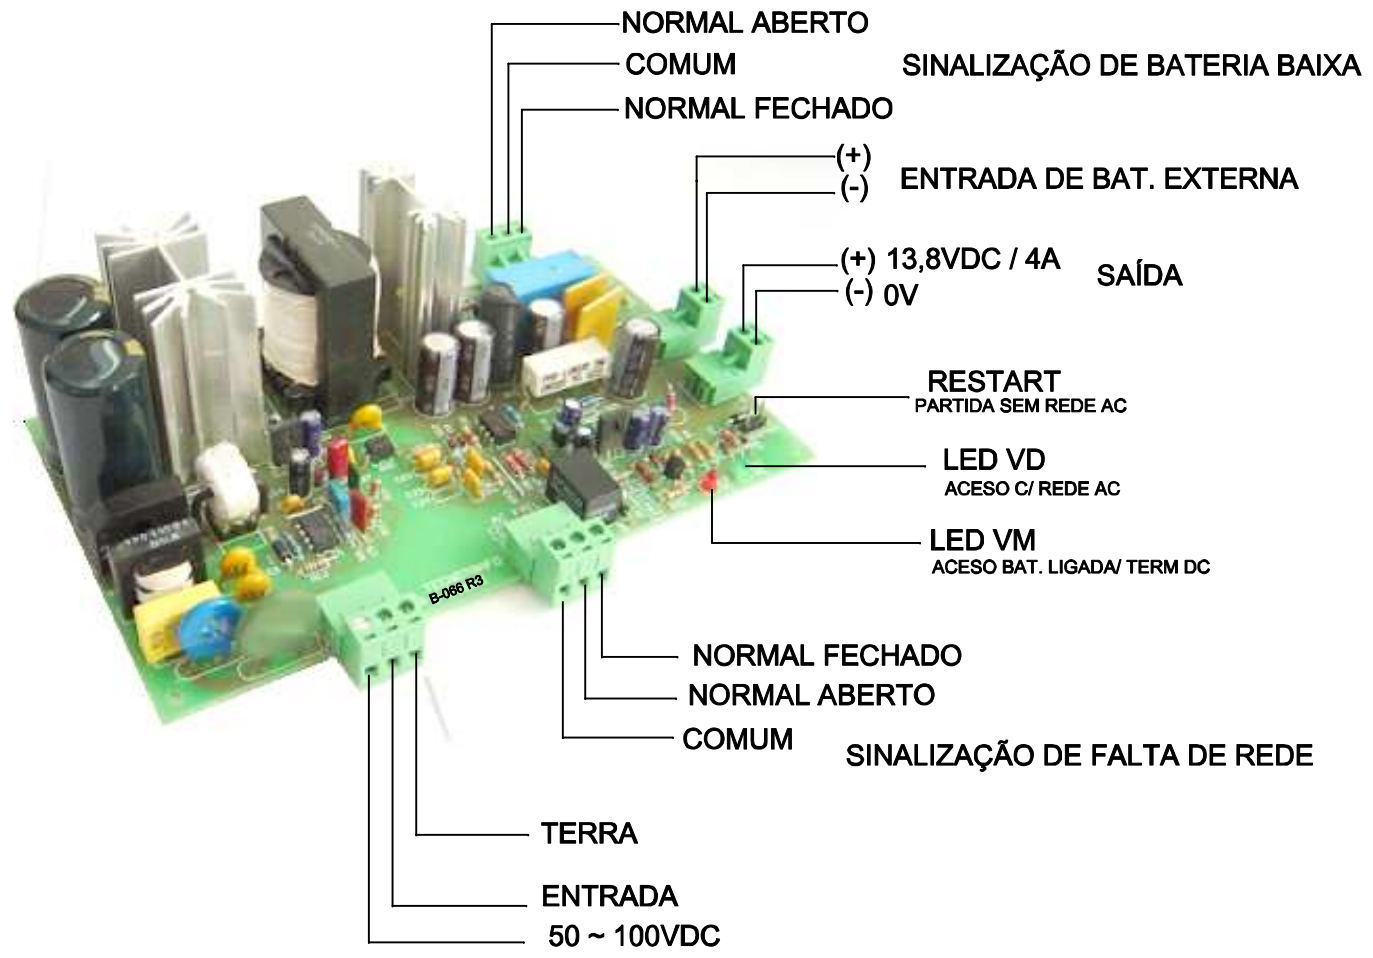 NORMAL ABERTO
COMUM
SINALIZAÇÃO DE BATERIA BAIXA
NORMAL FECHADO
(+)
(-)
ENTRADA DE BAT. EXTERNA
(+) 13,8VDC / 4A
(-) 0V
SAÍDA
RESTART
PARTIDA SEM REDE AC
LED VD
ACESO C/ REDE AC
LED VM
ACESO BAT. LIGADA/ TERM DC
B-066 R3
NORMAL FECHADO
NORMAL ABERTO
COMUM
SINALIZAÇÃO DE FALTA DE REDE
TERRA
ENTRADA
50 ~ 100VDC